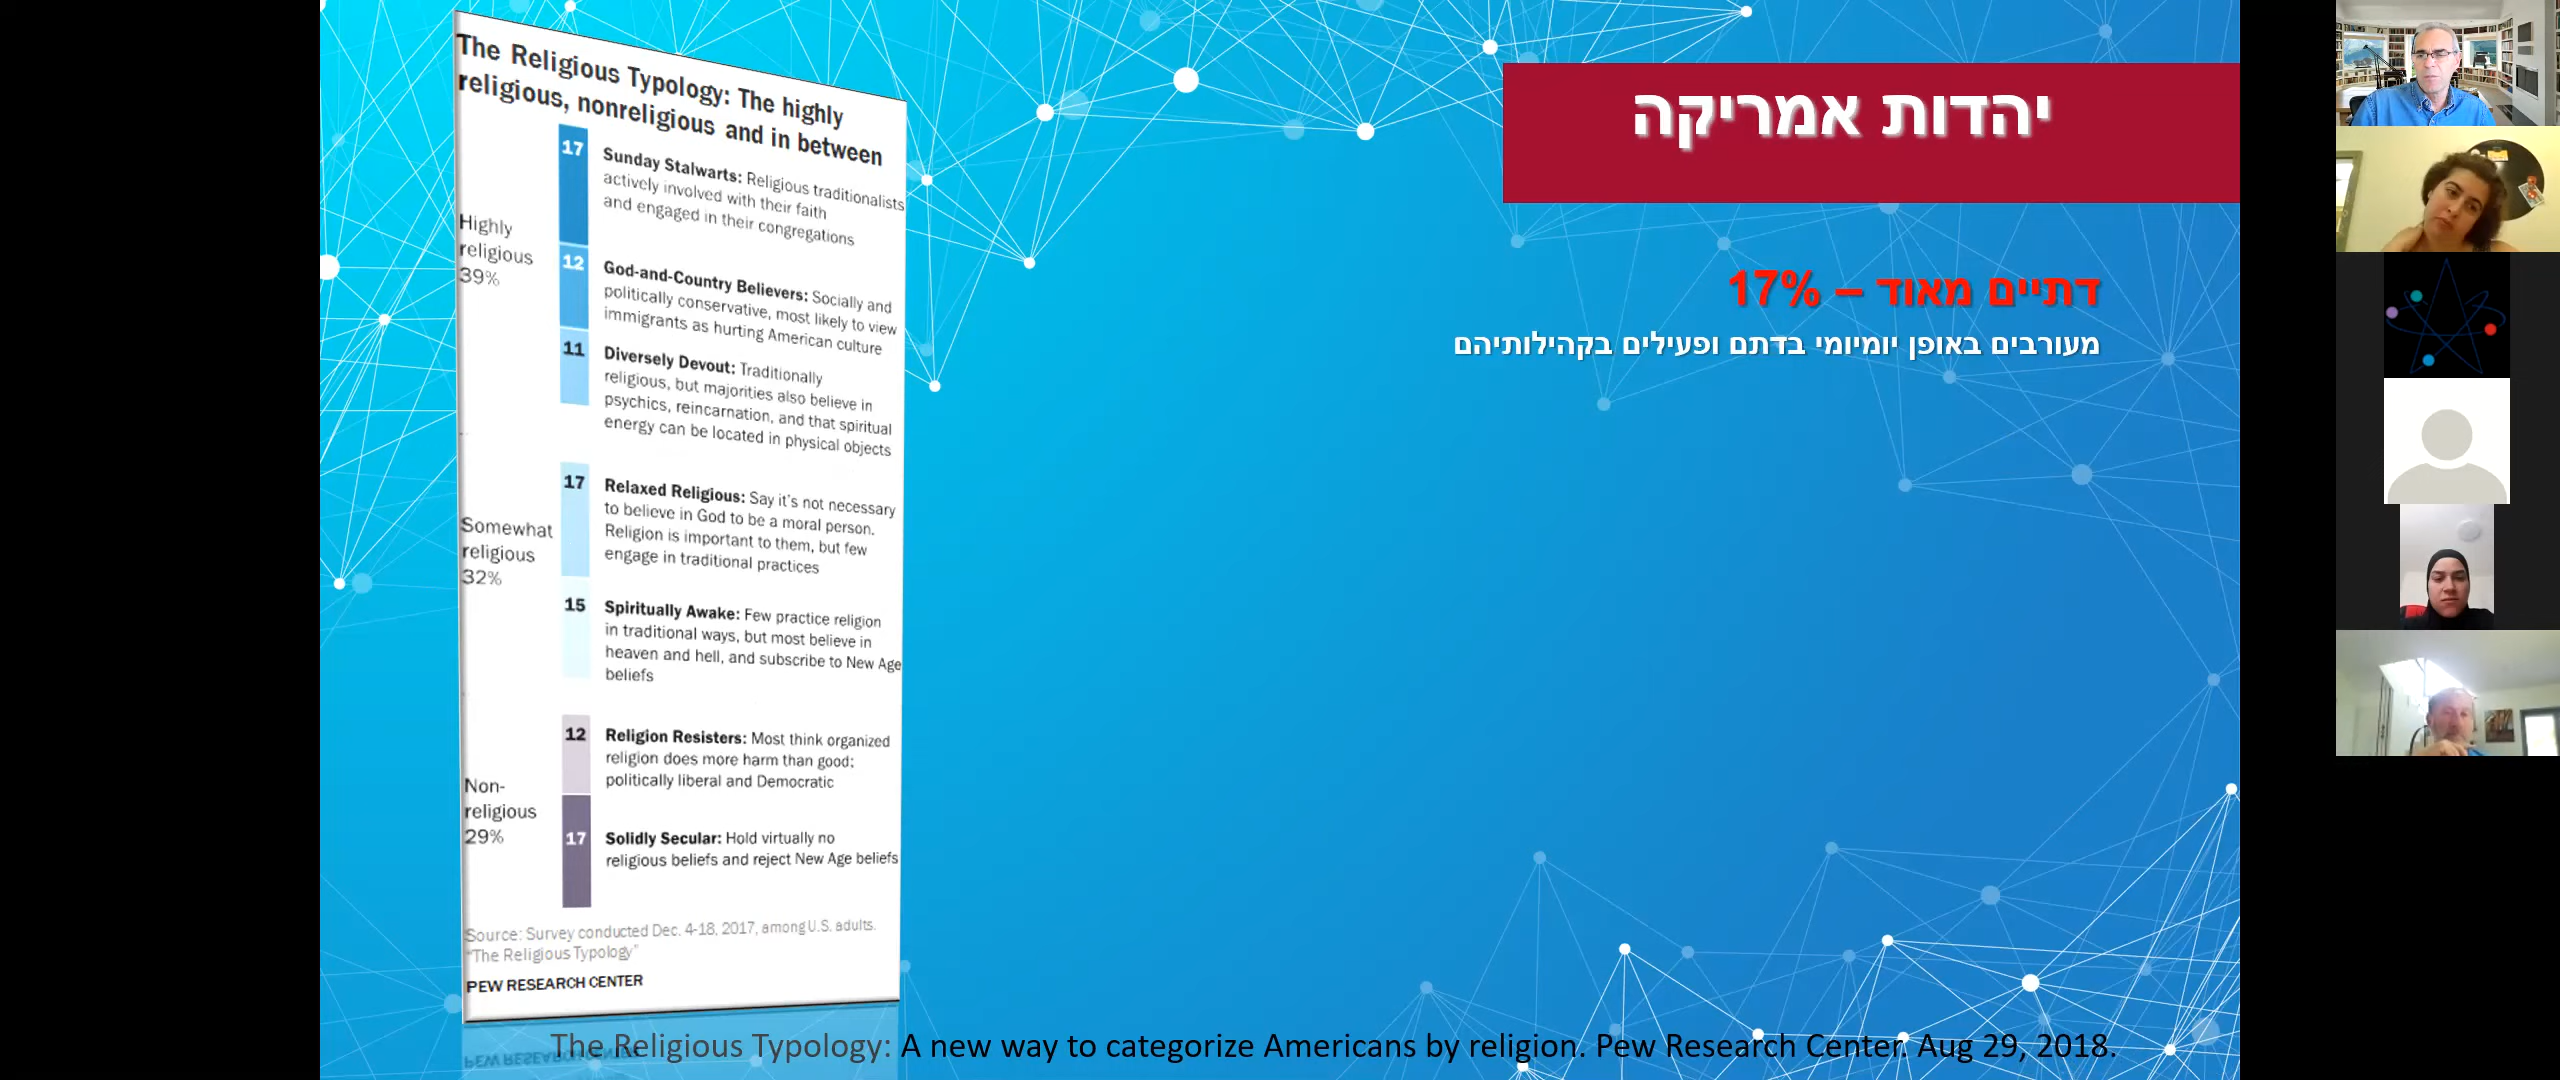 The Religious Typology: The highly
religious, nonreligious and in between
Highly
religious
39%
17
Sunday Stalwarts: Religious traditionalists
actively involved with their faith
and engaged in their congregations
12
God-and-Country Believers: Socially and
politically conservative, most likely to view
immigrants as hurting American culture
11
Diversely Devout: Traditionally
religious, but majorities also believe in
psychics, reincarnation, and that spiritual
energy can be located in physical objects
Somewhat
religious
32%
17
Relaxed Religious: Say it's not necessary
to believe in God to be a moral person.
Religion is important to them, but few
engage in traditional practices
15
Spiritually Awake: Few practice religion
in traditional ways, but most believe in
heaven and hell, and subscribe to New Age
beliefs
Non-
religious
29%
12
Religion Resisters: Most think organized
religion does more harm than good;
politically liberal and Democratic
17
Solidly Secular: Hold virtually no
religious beliefs and reject New Age beliefs
Source: Survey conducted Dec. 4-18, 2017, among U.S. adults.
"The Religious Typology"
PEW RESEARCH CENTER
יהדות אמריקה
דתיים מאוד – 17%
מעורבים באופן יומיומי בדתם ופעילים בקהילותיהם
The Religious Typology: A new way to categorize Americans by religion. Pew Research Center. Aug 29, 2018.